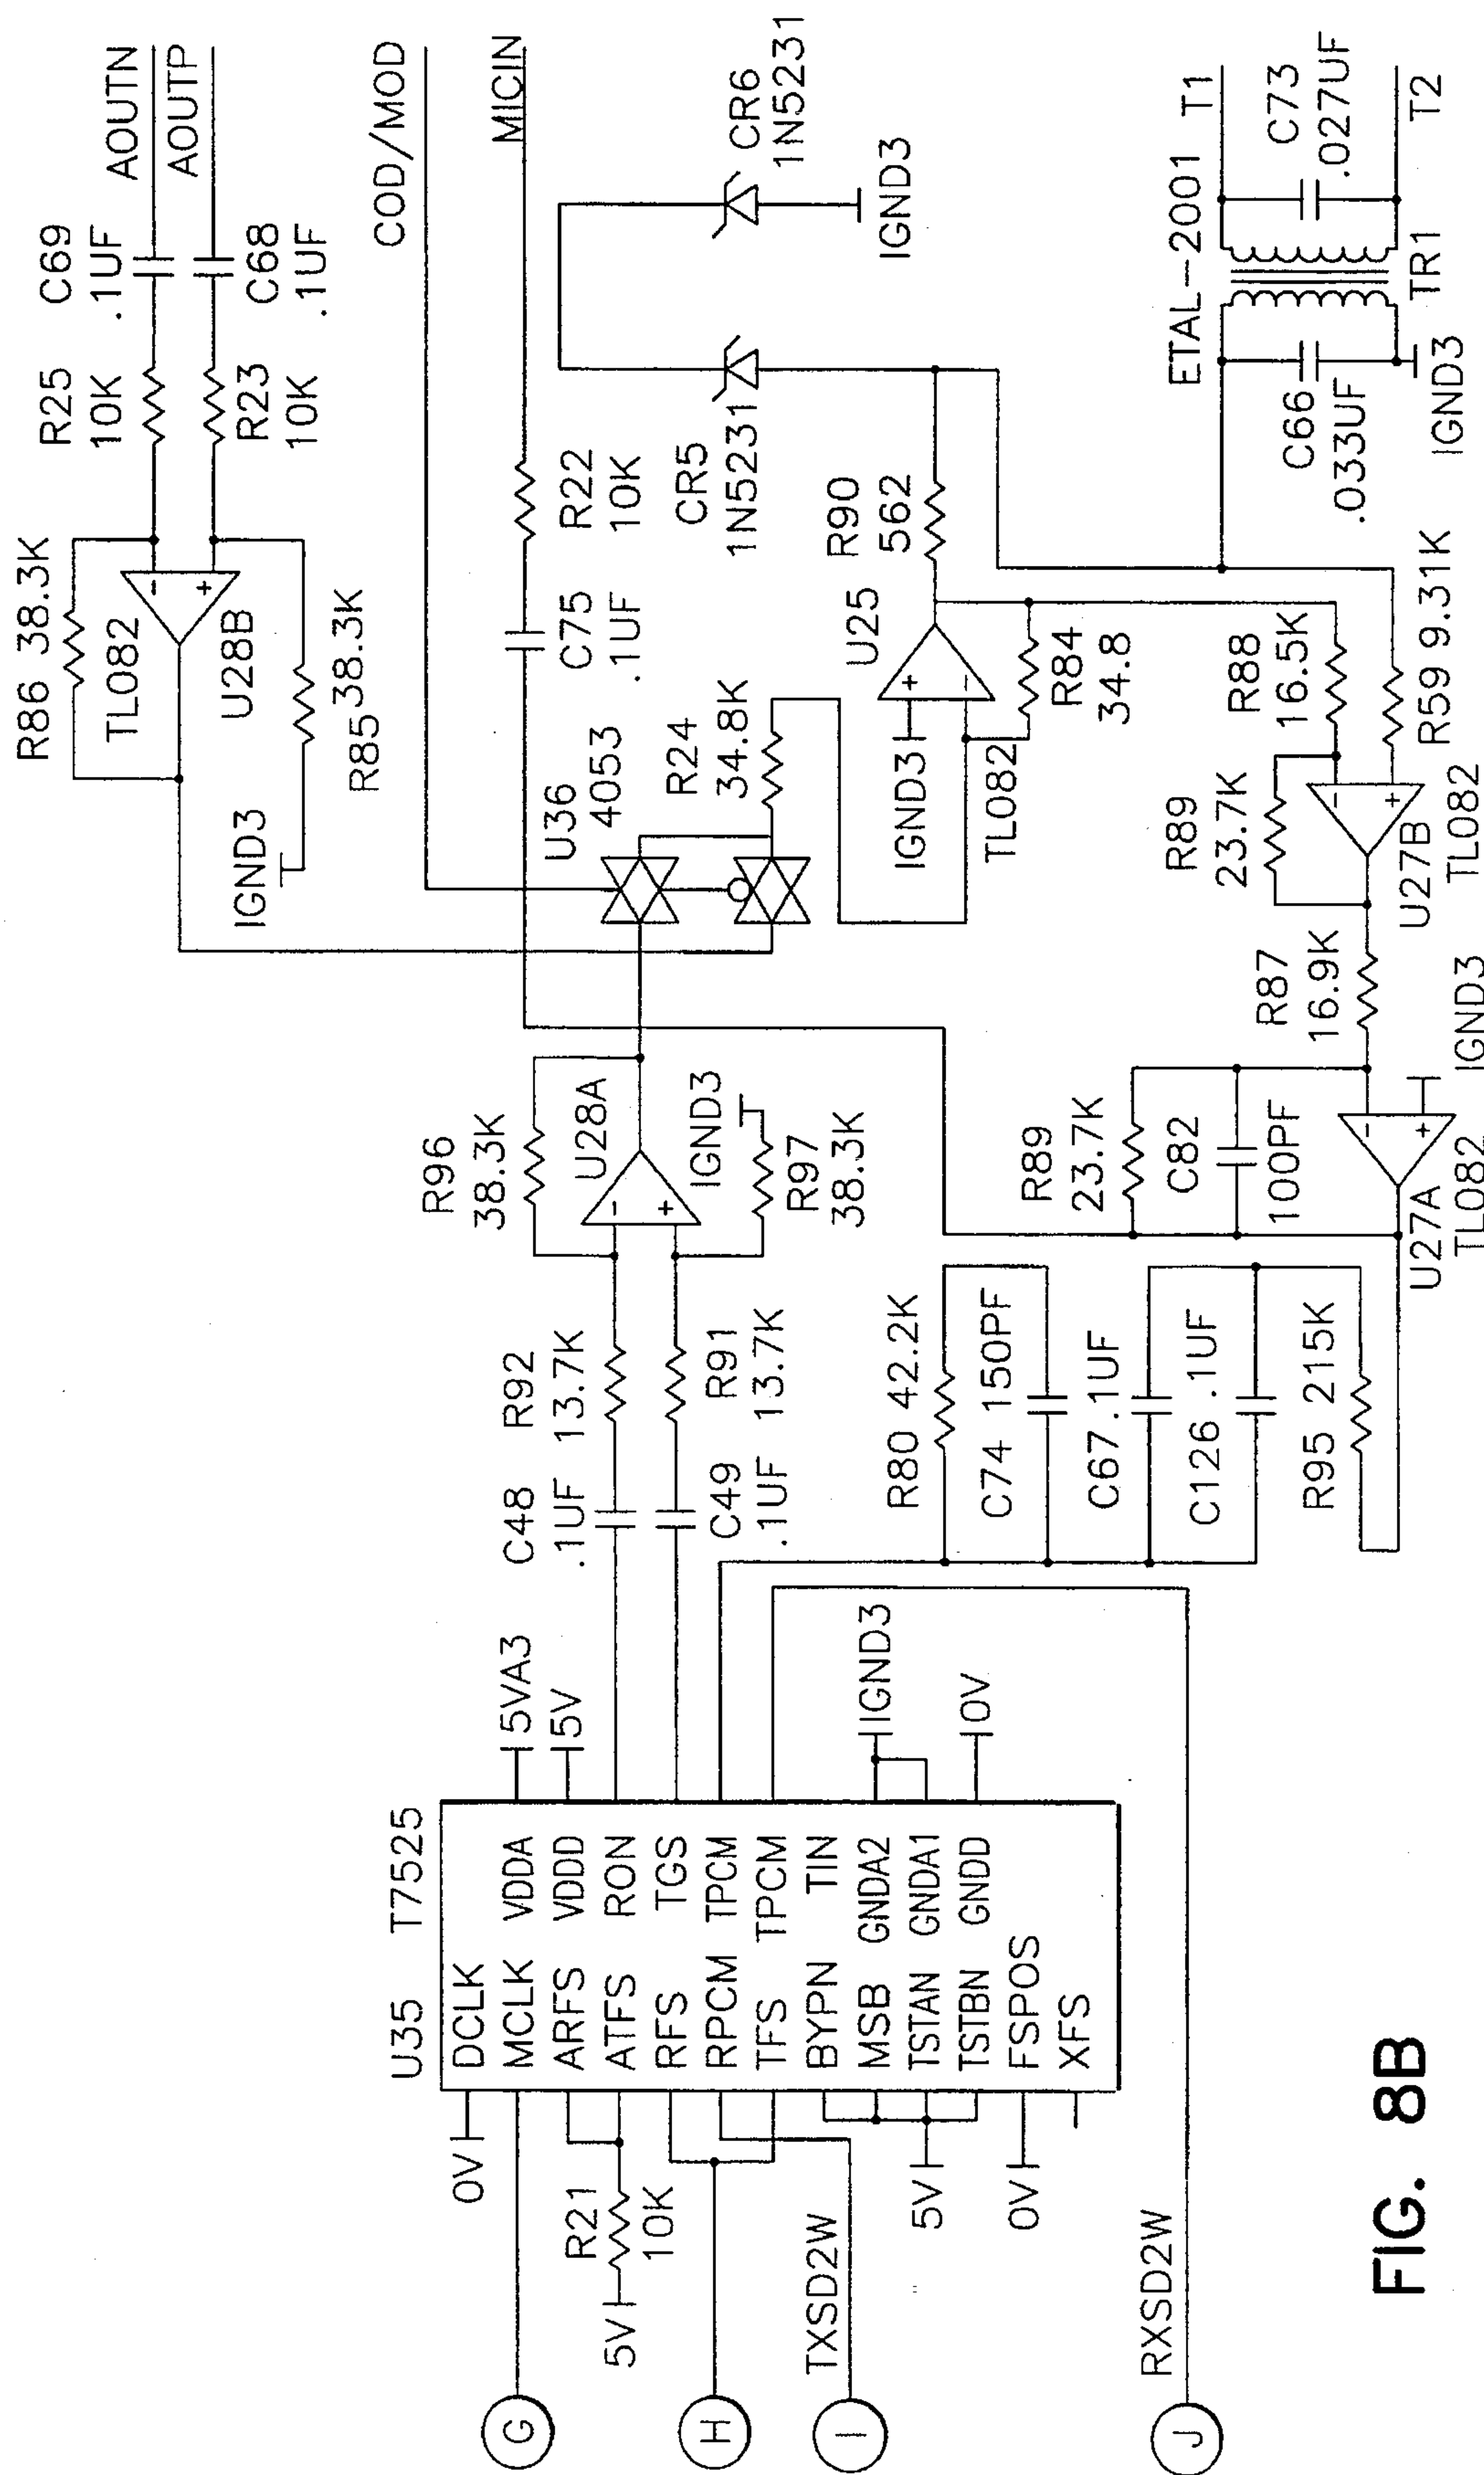 AOUTN
AOUTP
C69
.1UF
C68
.1UF
R25
10K
R23
10K
R86 38.3K
TL082
U28B
R85 38.3K
IGND3
COD/MOD
MICIN
R22
10K
C75
.1UF
CR5
1N5231
CR6
1N5231
IGND3
U36
4053
R24
34.8K
U25
R90
562
IGND3
TL082
R84
34.8
ETAL-2001
T1
C73
.027UF
T2
TR1
C66
.033UF
IGND3
R88
16.5K
R59 9.31K
R89
23.7K
U27B
TL082
R87
16.9K
IGND3
R89
23.7K
C82
100PF
U27A
TL082
R96
38.3K
U28A
IGND3
R97
38.3K
R92
13.7K
C48
.1UF
R91
13.7K
C49
.1UF
R80 42.2K
C74 150PF
C67 .1UF
C126 .1UF
R95 215K
U35 T7525
DCLK
MCLK VDDA
ARFS VDDD
ATFS RON
RFS TGS
RPCM TPCM
TFS TPCM
BYPN TIN
MSB GNDA2
TSTAN GNDA1
TSTBN GNDD
FSPOS
XFS
5VA3
5V
IGND3
0V
0V
R21
10K
5V
5V
0V
TXSD2W
RXSD2W
G
H
I
J
- + - + + - - + - + - +
FIG. 8B